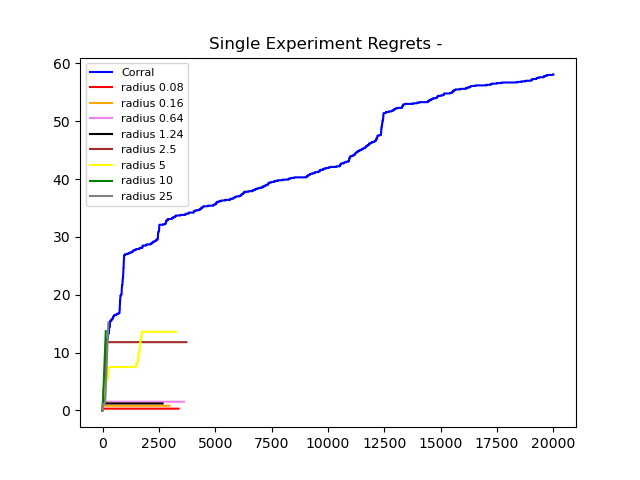 Single Experiment Regrets -
60
50
40
30
20
10
0
Corral
radius 0.08
radius 0.16
radius 0.64
radius 1.24
radius 2.5
radius 5
radius 10
radius 25
0 2500 5000 7500 10000 12500 15000 17500 20000